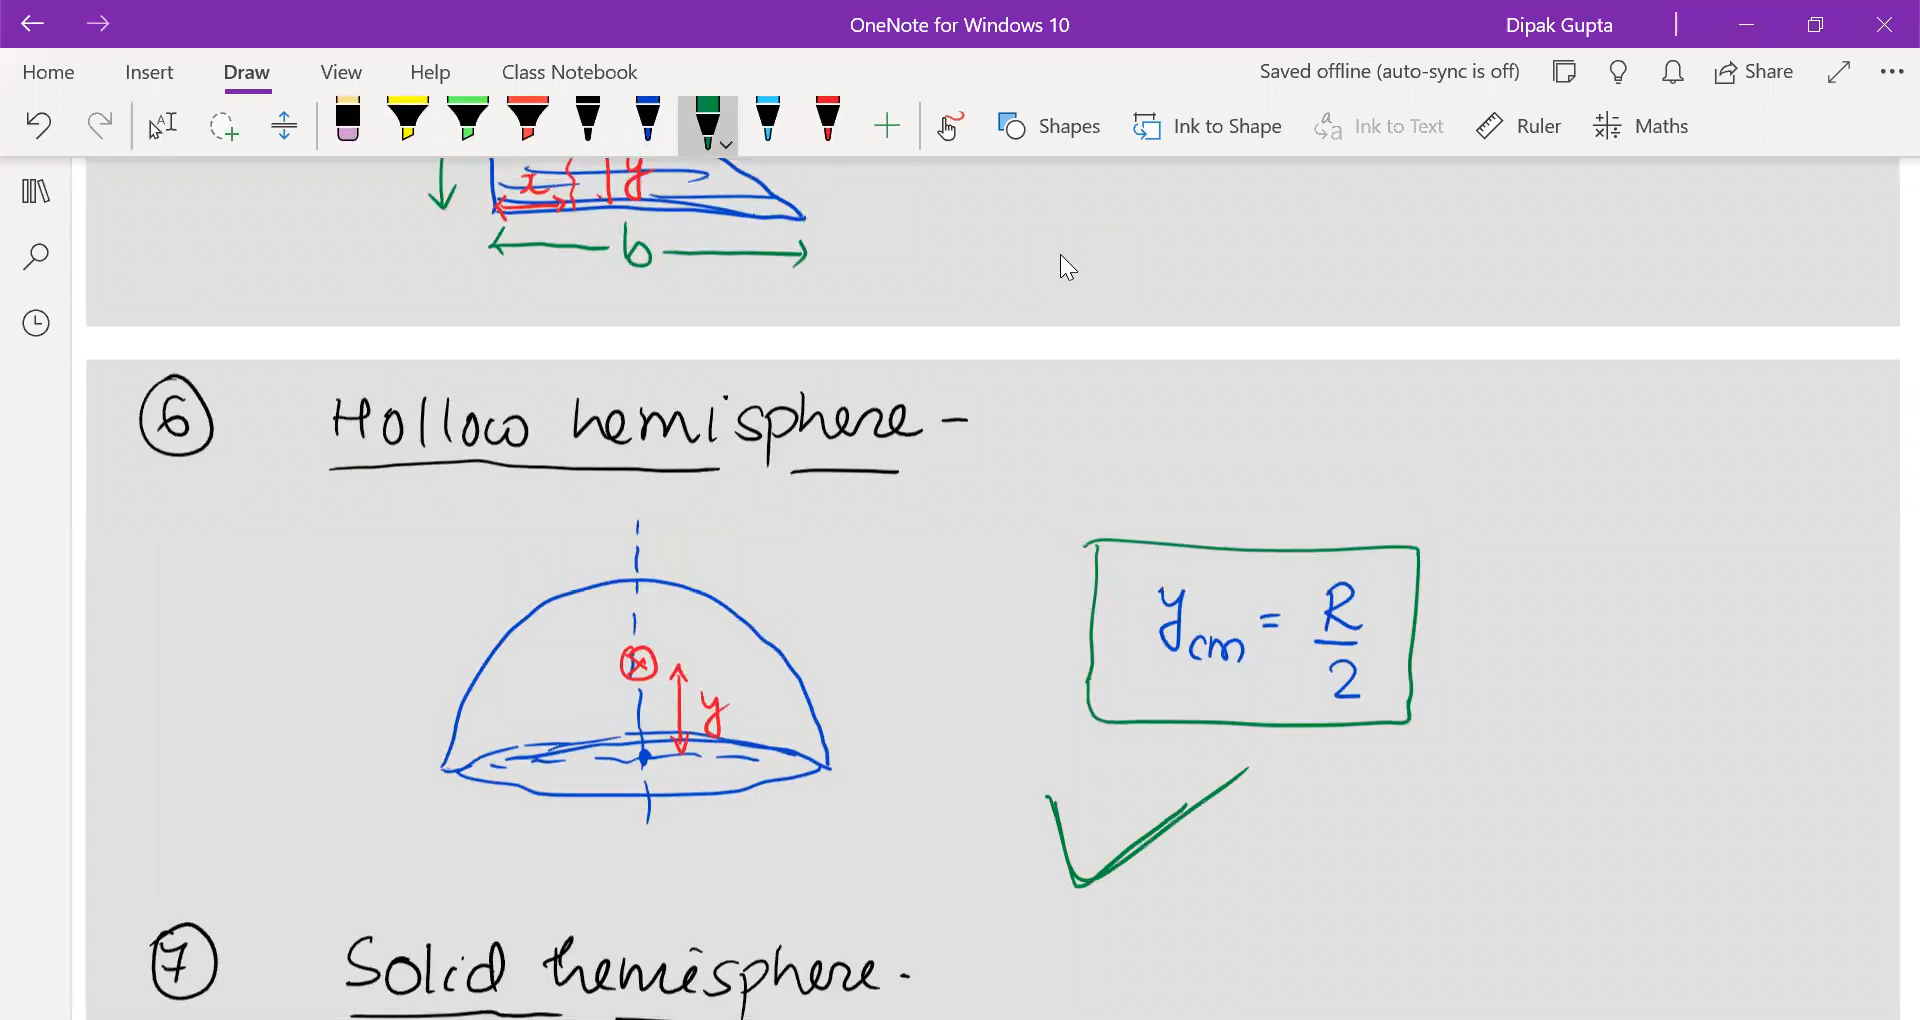 OneNote for Windows 10
Dipak Gupta
Home Insert Draw View Help Class Notebook
Saved offline (auto-sync is off) Share
Shapes Ink to Shape Ink to Text Ruler Maths
x y
b
6 Hollow hemisphere -
y
y cm = R/2
7 Solid hemisphere.